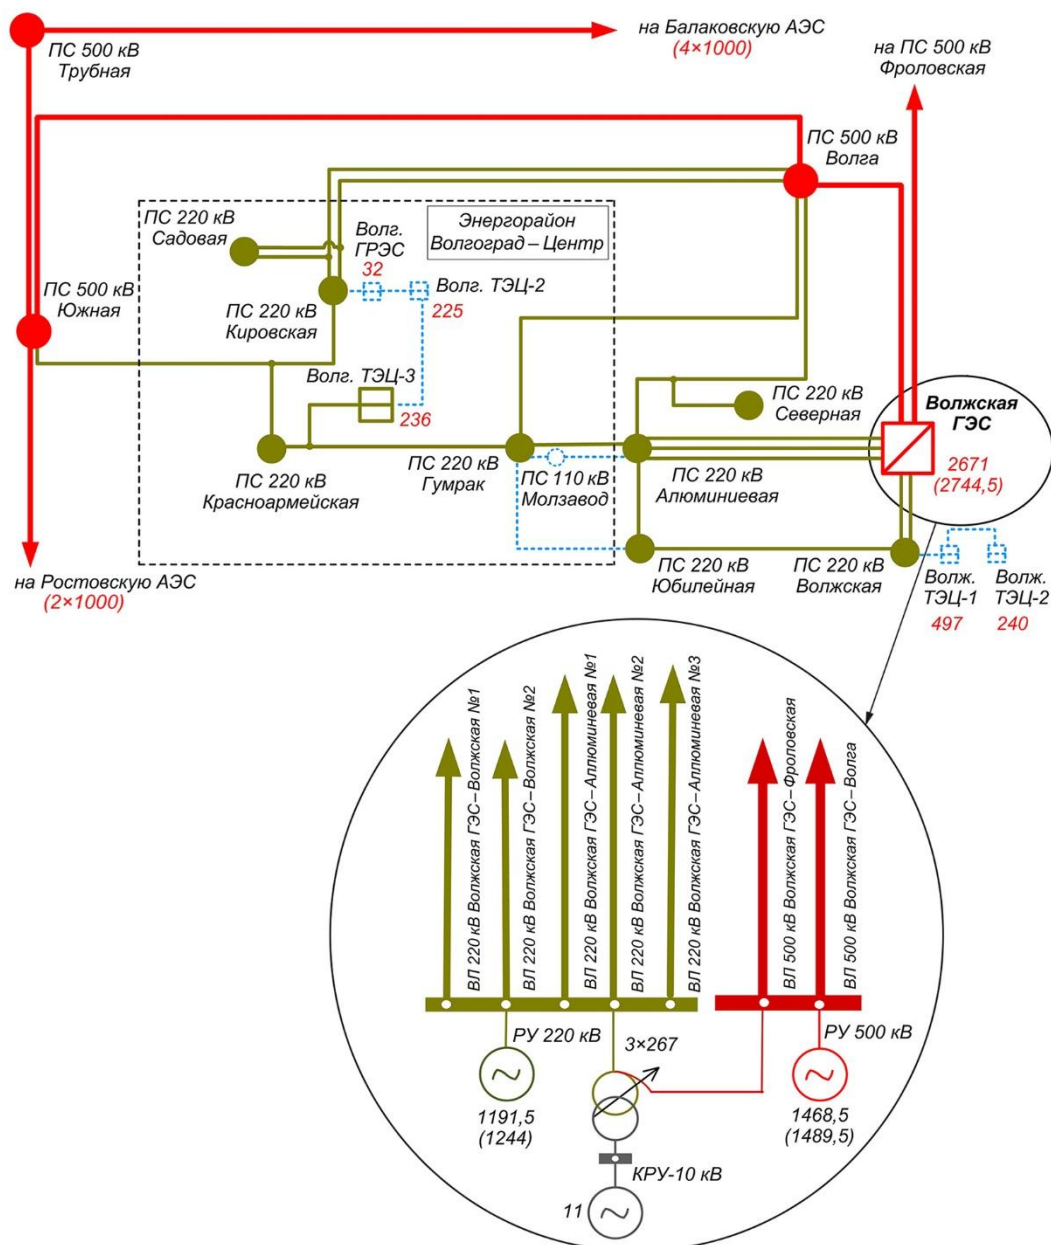 на Балаковскую АЭС
(4×1000)
ПС 500 кВ
Трубная
на ПС 500 кВ
Фроловская
ПС 500 кВ
Волга
ПС 220 кВ
Садовая
Волг.
ГРЭС
32
Энергорайон
Волгоград – Центр
ПС 500 кВ
Южная
Волг. ТЭЦ-2
225
ПС 220 кВ
Кировская
Волг. ТЭЦ-3
236
ПС 220 кВ
Северная
Волжская
ГЭС
2671
(2744,5)
ПС 220 кВ
Красноармейская
ПС 220 кВ
Гумрак
ПС 110 кВ
Молзавод
ПС 220 кВ
Алюминиевая
на Ростовскую АЭС
(2×1000)
ПС 220 кВ
Юбилейная
ПС 220 кВ
Волжская
Волж.
ТЭЦ-1
497
Волж.
ТЭЦ-2
240
ВЛ 220 кВ Волжская ГЭС–Волжская №1
ВЛ 220 кВ Волжская ГЭС–Волжская №2
ВЛ 220 кВ Волжская ГЭС–Аллюминевая №1
ВЛ 220 кВ Волжская ГЭС–Аллюминевая №2
ВЛ 220 кВ Волжская ГЭС–Аллюминевая №3
ВЛ 500 кВ Волжская ГЭС–Фроловская
ВЛ 500 кВ Волжская ГЭС–Волга
РУ 220 кВ
3×267
РУ 500 кВ
1191,5
(1244)
1468,5
(1489,5)
КРУ-10 кВ
11